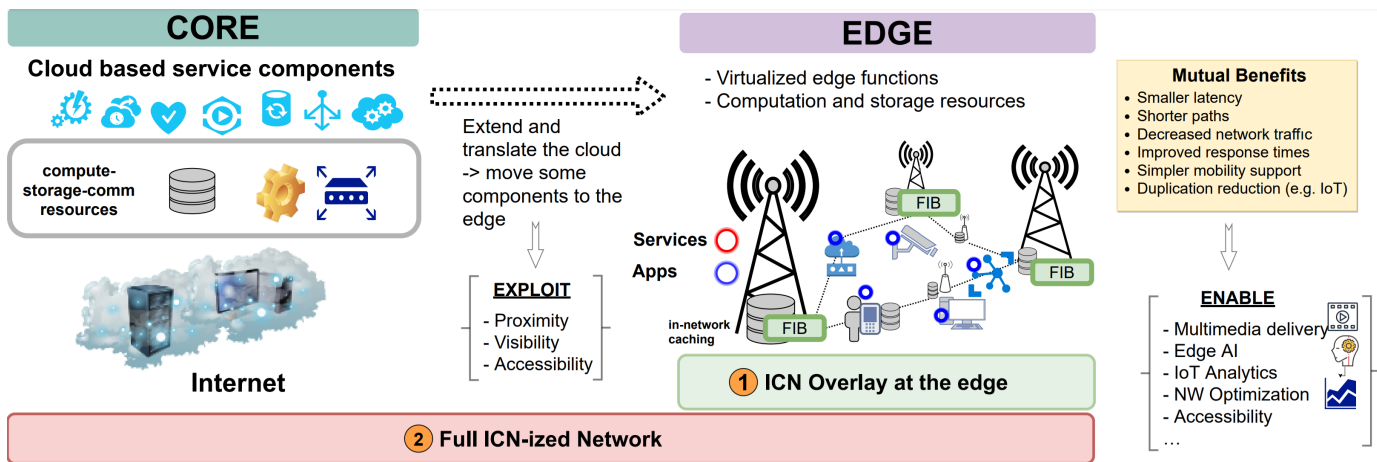 CORE
Cloud based service components
compute-
storage-comm
resources
Internet
Extend and
translate the cloud
-> move some
components to the
edge
EXPLOIT
- Proximity
- Visibility
- Accessibility
EDGE
- Virtualized edge functions
- Computation and storage resources
Services
Apps
FIB
FIB
FIB
in-network
caching
1 ICN Overlay at the edge
2 Full ICN-ized Network
Mutual Benefits
• Smaller latency
• Shorter paths
• Decreased network traffic
• Improved response times
• Simpler mobility support
• Duplication reduction (e.g. IoT)
ENABLE
- Multimedia delivery
- Edge AI
- IoT Analytics
- NW Optimization
- Accessibility
...